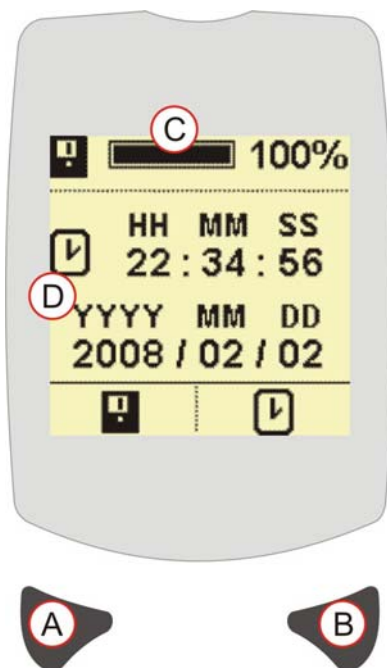 C
100%
HH MM SS
22 : 34 : 56
D
YYYY MM DD
2008 / 02 / 02
A B